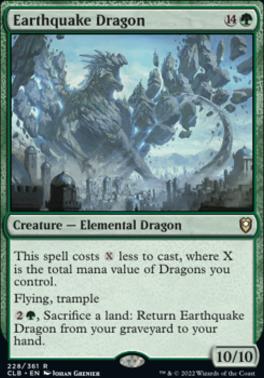 Earthquake Dragon 14
Creature — Elemental Dragon
This spell costs X less to cast, where X
is the total mana value of Dragons you
control.
Flying, trample
2, Sacrifice a land: Return Earthquake
Dragon from your graveyard to your
hand.
228/361 R
CLB • EN Johan Grenier
™ & © 2022 Wizards of the Coast
10/10